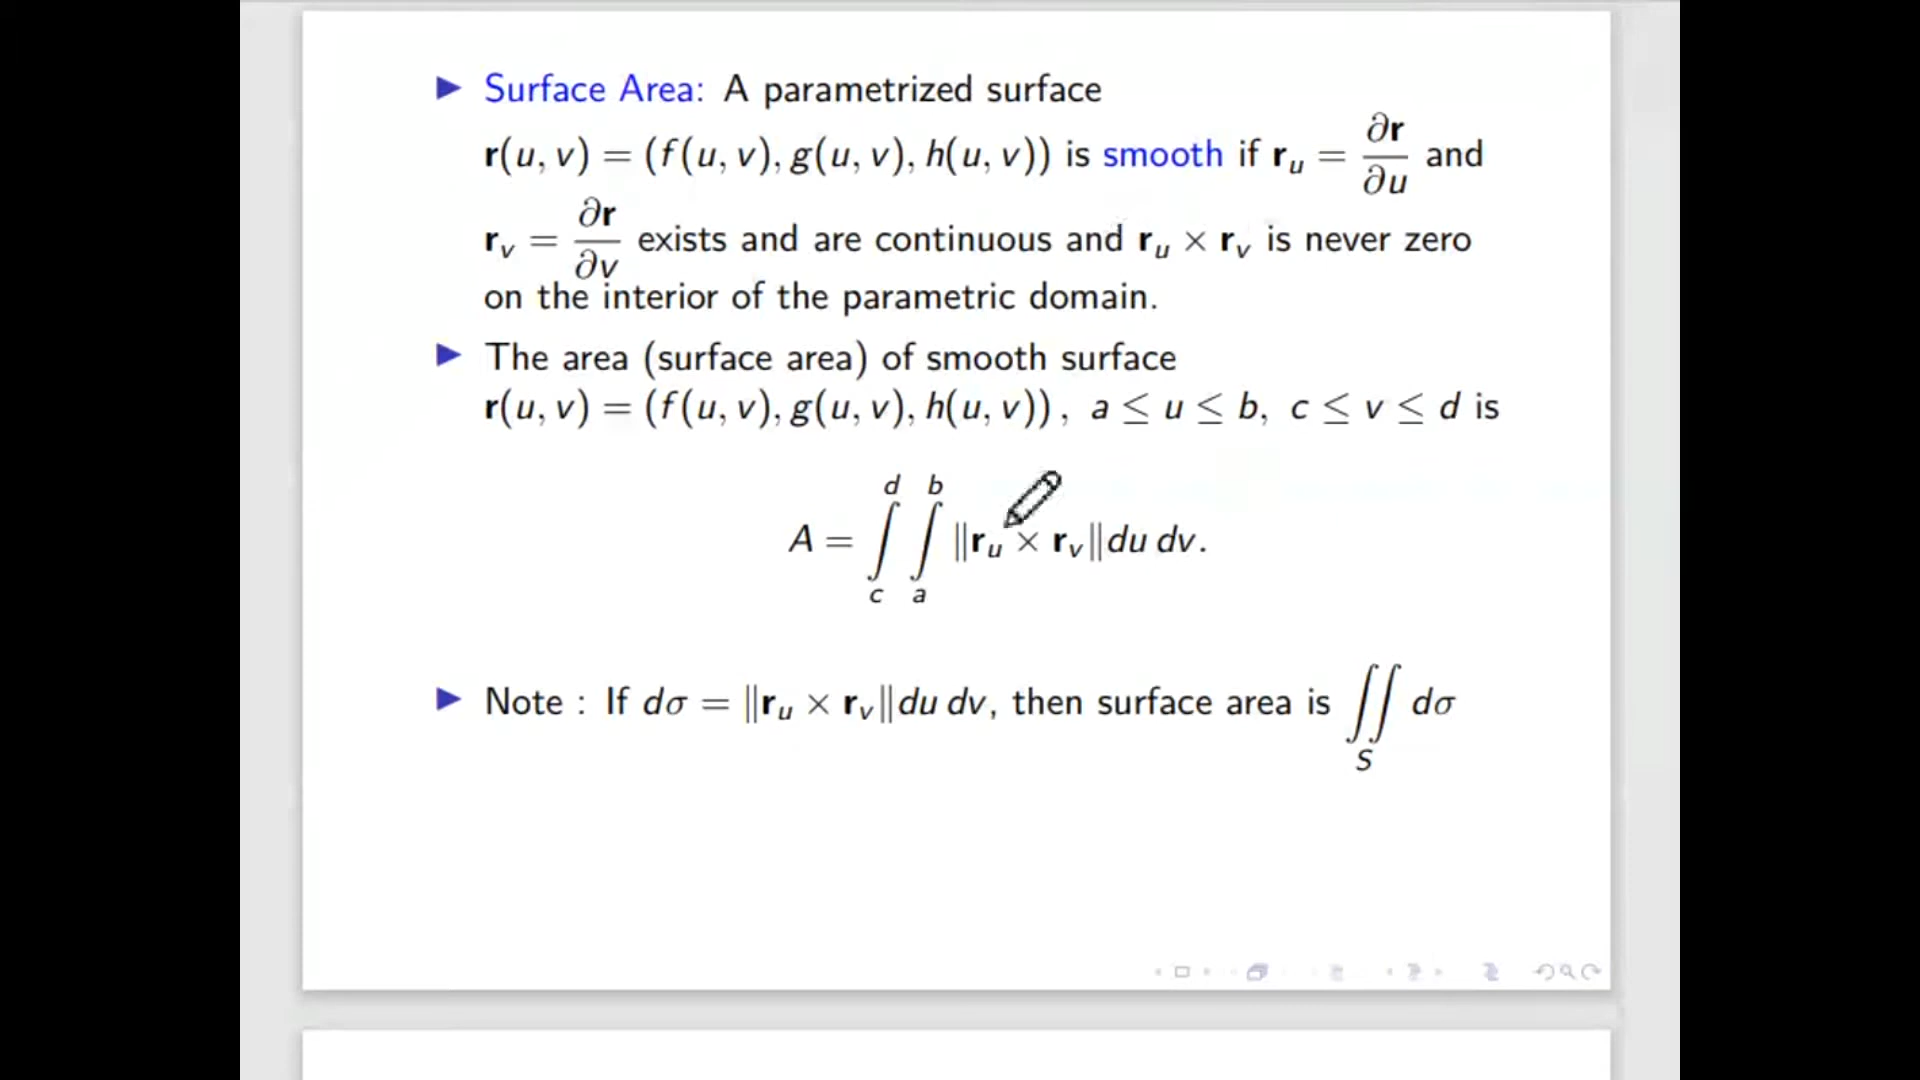 ▶ Surface Area: A parametrized surface
r(u, v) = (f(u, v), g(u, v), h(u, v)) is smooth if r_u = ∂r/∂u and
r_v = ∂r/∂v exists and are continuous and r_u × r_v is never zero
on the interior of the parametric domain.
▶ The area (surface area) of smooth surface
r(u, v) = (f(u, v), g(u, v), h(u, v)), a ≤ u ≤ b, c ≤ v ≤ d is
A = ∫_c^d ∫_a^b ‖r_u × r_v‖ du dv.
▶ Note : If dσ = ‖r_u × r_v‖ du dv, then surface area is ∬_S dσ